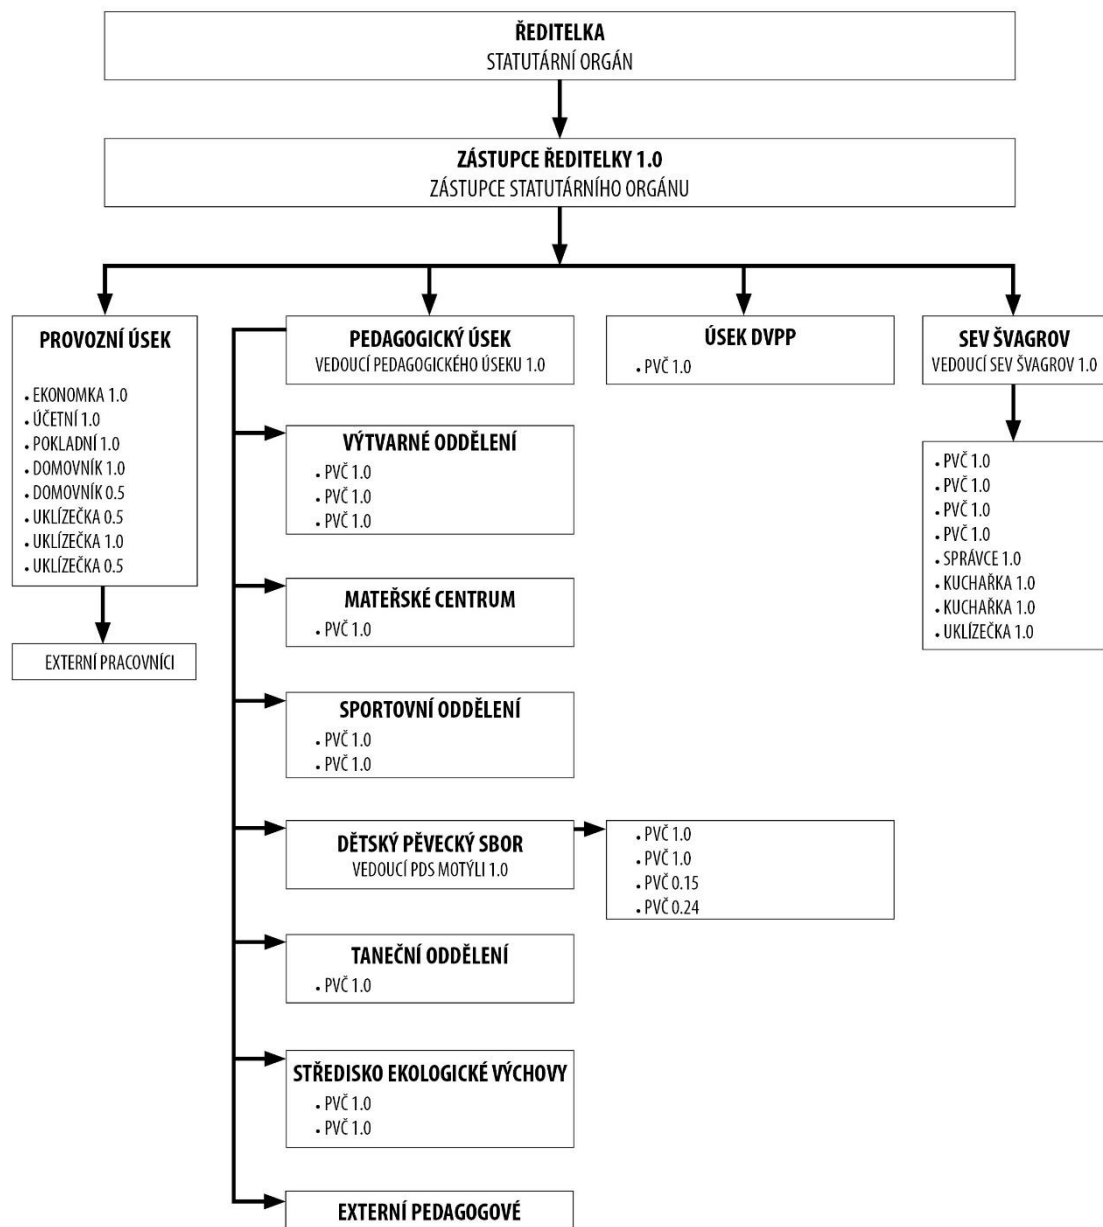 ŘEDITELKA
STATUTÁRNÍ ORGÁN
ZÁSTUPCE ŘEDITELKY 1.0
ZÁSTUPCE STATUTÁRNÍHO ORGÁNU
PROVOZNÍ ÚSEK
• EKONOMKA 1.0
• ÚČETNÍ 1.0
• POKLADNÍ 1.0
• DOMOVNÍK 1.0
• DOMOVNÍK 0.5
• UKLÍZEČKA 0.5
• UKLÍZEČKA 1.0
• UKLÍZEČKA 0.5
EXTERNÍ PRACOVNÍCI
PEDAGOGICKÝ ÚSEK
VEDOUCÍ PEDAGOGICKÉHO ÚSEKU 1.0
VÝTVARNÉ ODDĚLENÍ
• PVČ 1.0
• PVČ 1.0
• PVČ 1.0
MATEŘSKÉ CENTRUM
• PVČ 1.0
SPORTOVNÍ ODDĚLENÍ
• PVČ 1.0
• PVČ 1.0
DĚTSKÝ PĚVECKÝ SBOR
VEDOUCÍ PDS MOTÝLI 1.0
• PVČ 1.0
• PVČ 1.0
• PVČ 0.15
• PVČ 0.24
TANEČNÍ ODDĚLENÍ
• PVČ 1.0
STŘEDISKO EKOLOGICKÉ VÝCHOVY
• PVČ 1.0
• PVČ 1.0
EXTERNÍ PEDAGOGOVÉ
ÚSEK DVPP
• PVČ 1.0
SEV ŠVAGROV
VEDOUCÍ SEV ŠVAGROV 1.0
• PVČ 1.0
• PVČ 1.0
• PVČ 1.0
• PVČ 1.0
• SPRÁVCE 1.0
• KUCHAŘKA 1.0
• KUCHAŘKA 1.0
• UKLÍZEČKA 1.0